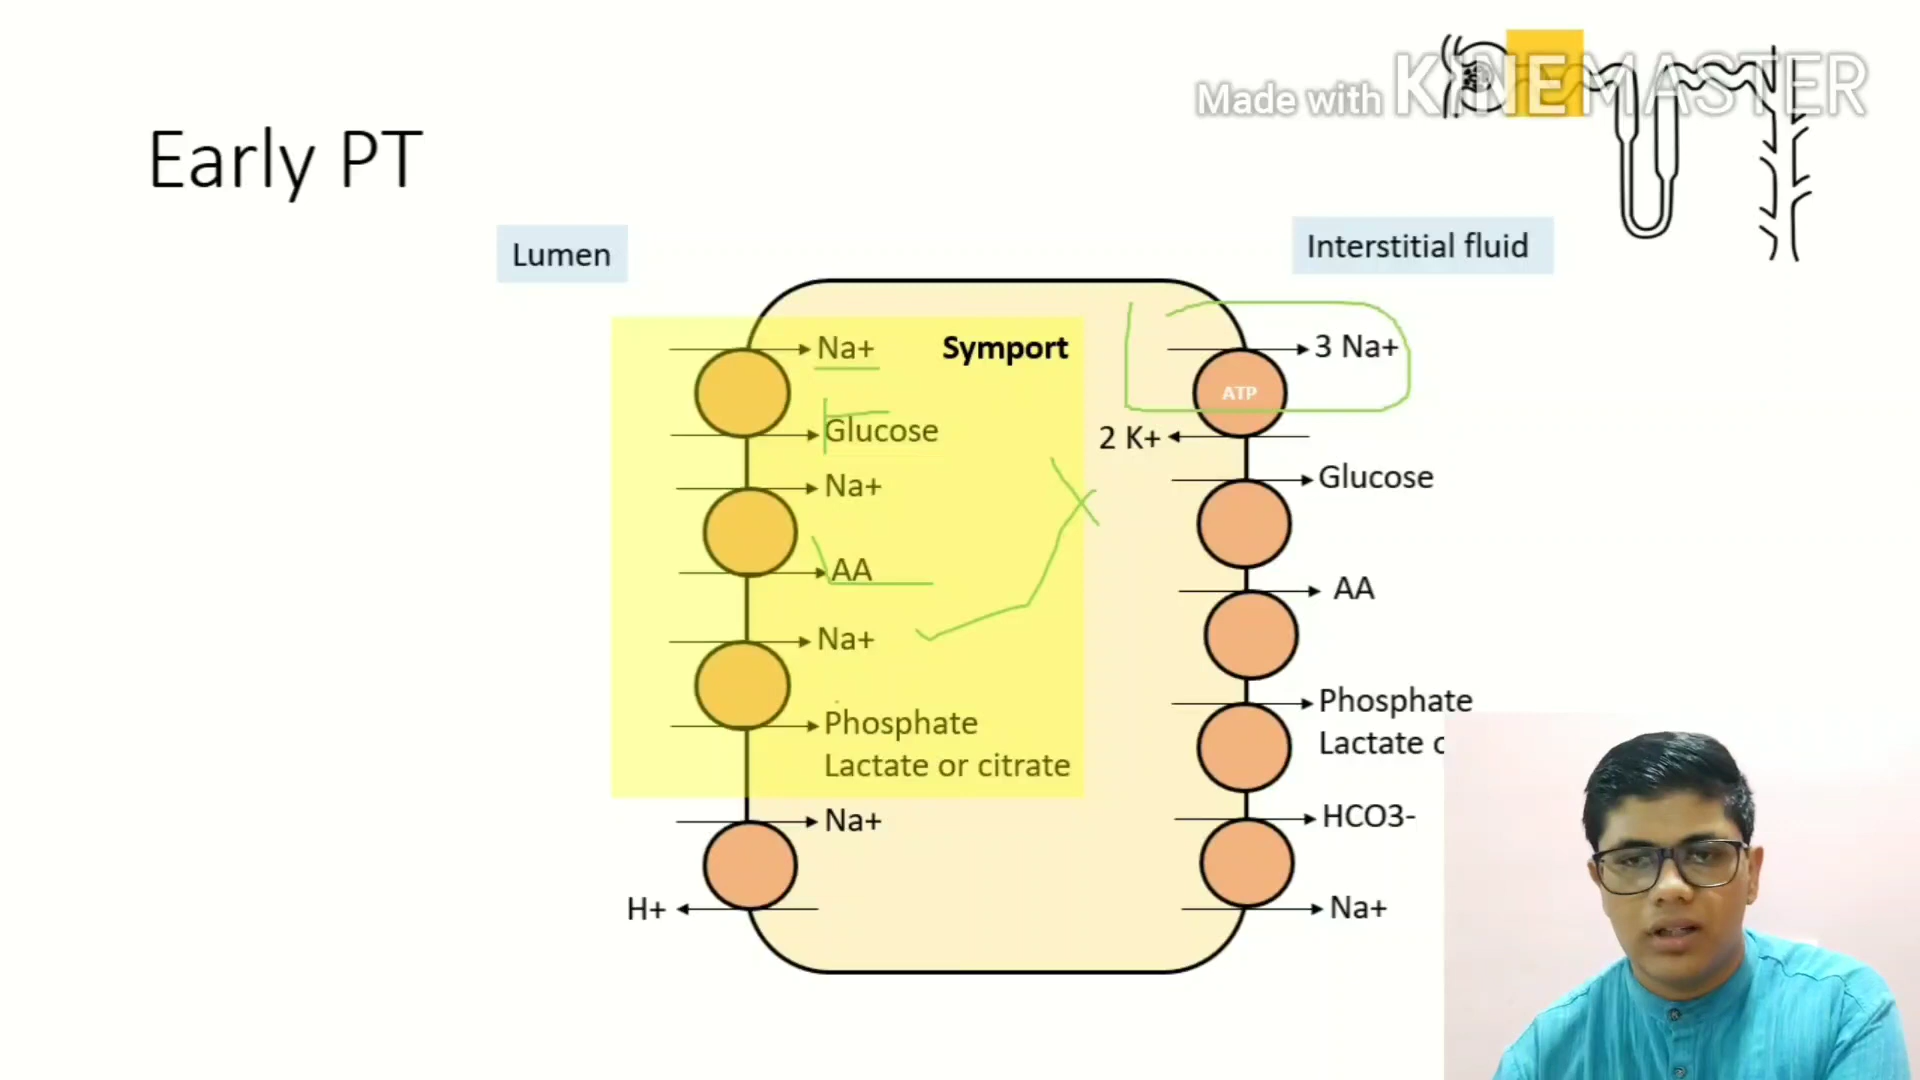 Made with KINEMASTER
Early PT
Lumen
Interstitial fluid
Na+
Symport
3 Na+
ATP
Glucose
2 K+
Na+
Glucose
AA
AA
Na+
Phosphate
Lactate or citrate
Phosphate
Lactate
Na+
HCO3-
H+
Na+